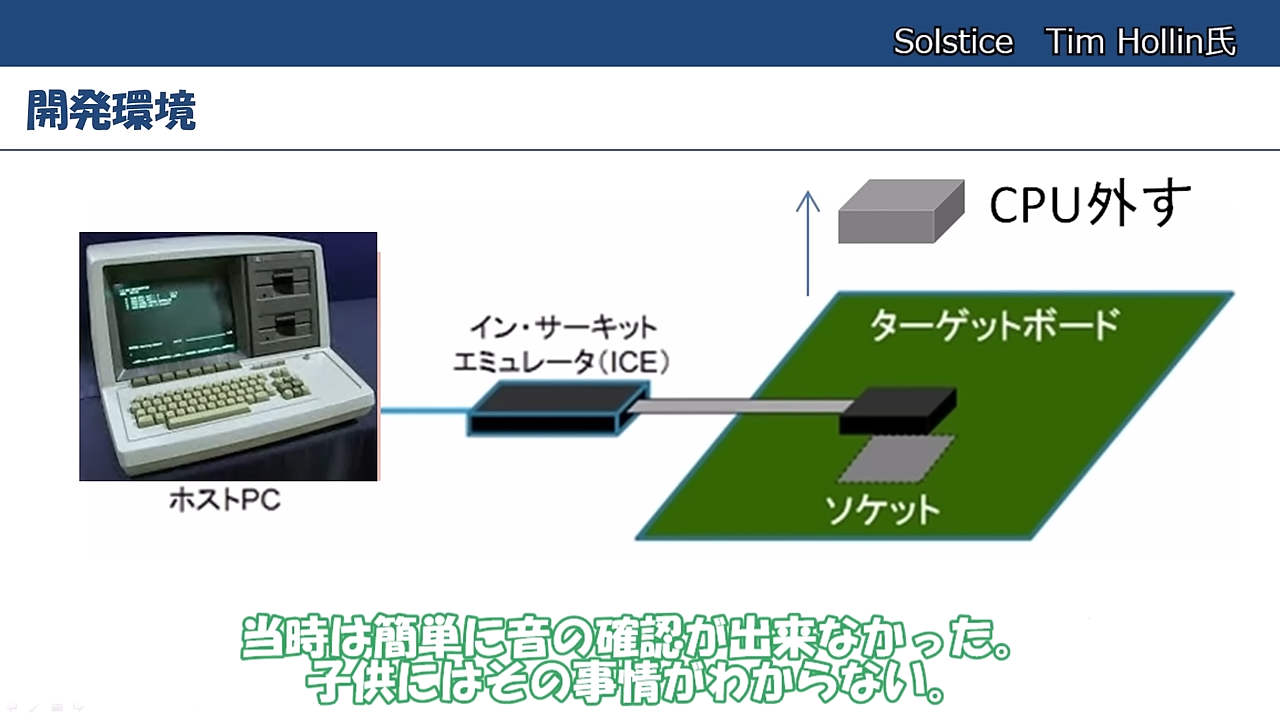 Solstice　Tim Hollin氏
開発環境
CPU外す
ターゲットボード
イン・サーキット
エミュレータ(ICE)
ホストPC
ソケット
当時は簡単に音の確認が出来なかった。
子供にはその事情がわからない。